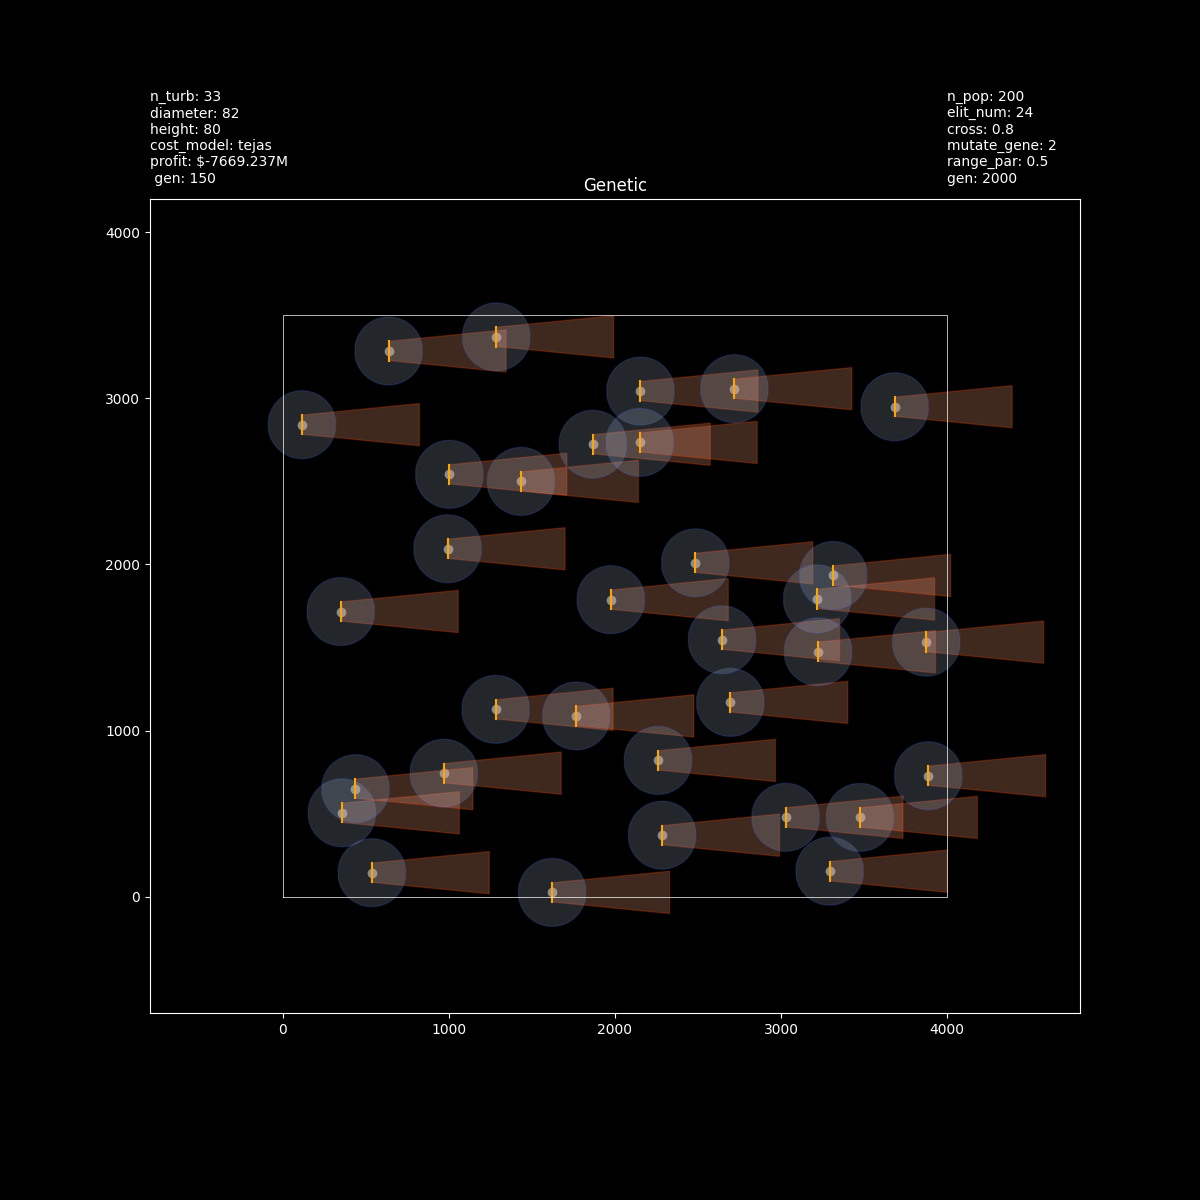 n_turb: 33
diameter: 82
height: 80
cost_model: tejas
profit: $-7669.237M
gen: 150
n_pop: 200
elit_num: 24
cross: 0.8
mutate_gene: 2
range_par: 0.5
gen: 2000
Genetic
4000
3000
2000
1000
0
0 1000 2000 3000 4000